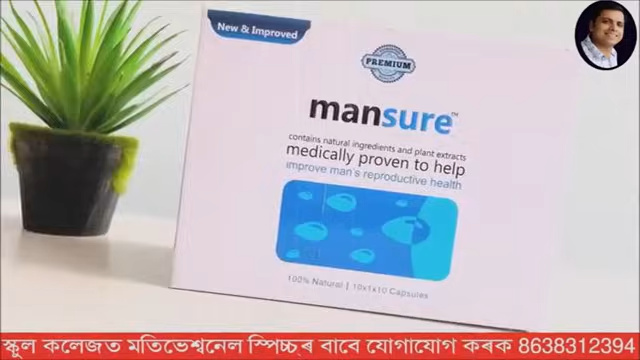 New & Improved
PREMIUM
mansure™
contains natural ingredients and plant extracts
medically proven to help
improve man's reproductive health
100% Natural | 10x1x10 Capsules
স্কুল কলেজত মতিভেশ্বনেল স্পিচ্চৰ বাবে যোগাযোগ কৰক 8638312394